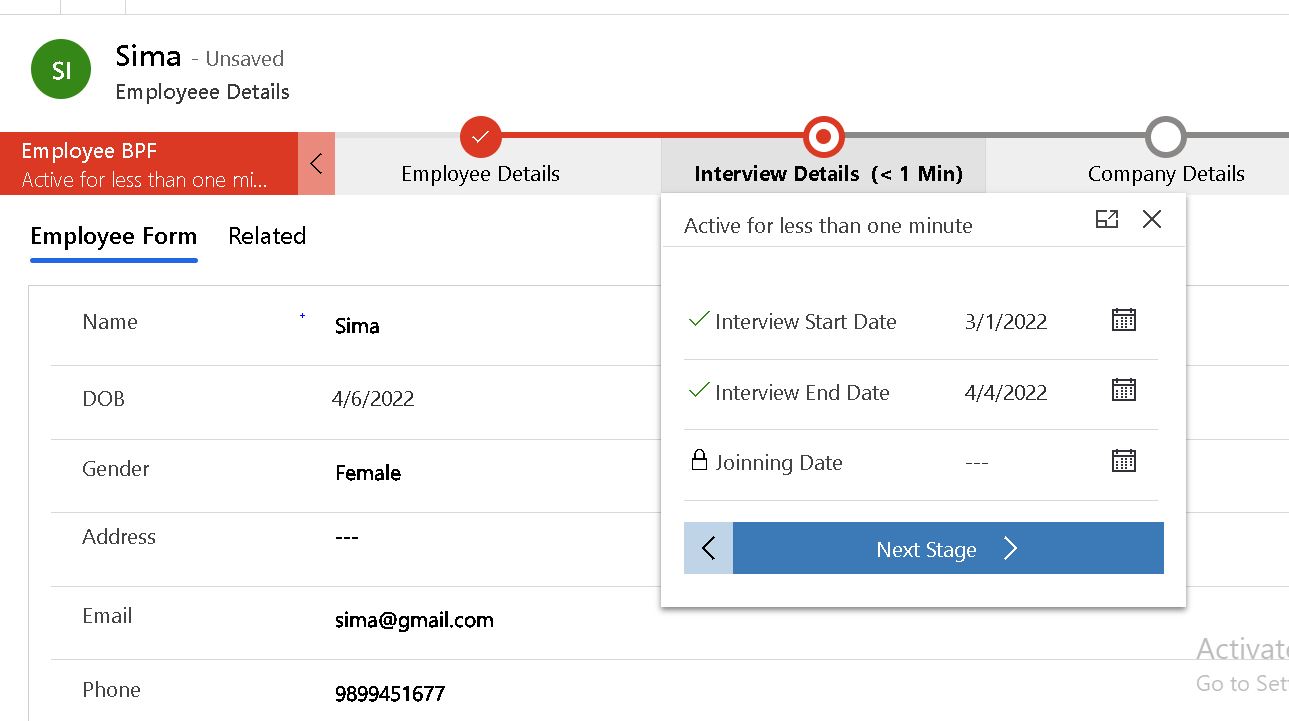 SI
Sima - Unsaved
Employeee Details
Employee BPF
Active for less than one mi...
Employee Details
Interview Details (< 1 Min)
Company Details
Employee Form
Related
Active for less than one minute
Name
*
Sima
DOB
4/6/2022
Gender
Female
Address
---
Email
sima@gmail.com
Phone
9899451677
Interview Start Date
3/1/2022
Interview End Date
4/4/2022
Joinning Date
---
Next Stage
Activate
Go to Set